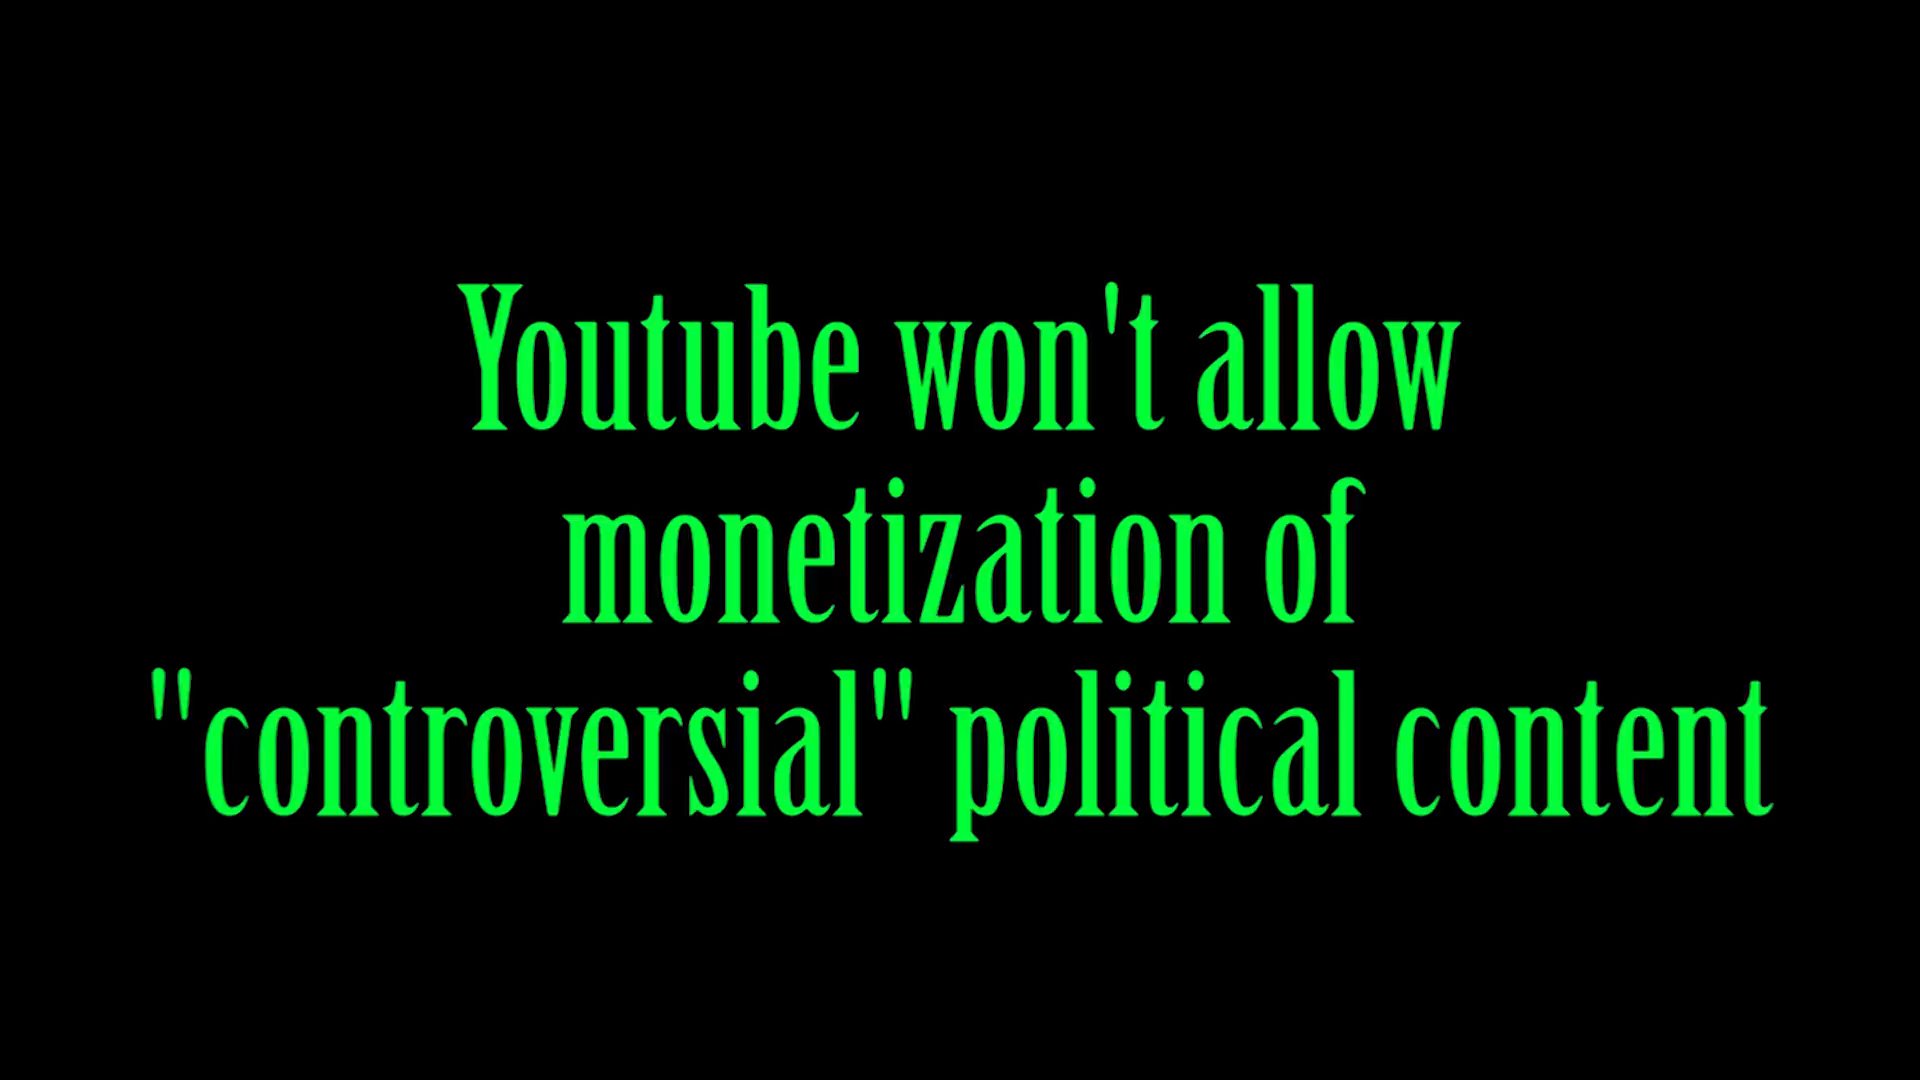 Youtube won't allow
monetization of
"controversial" political content